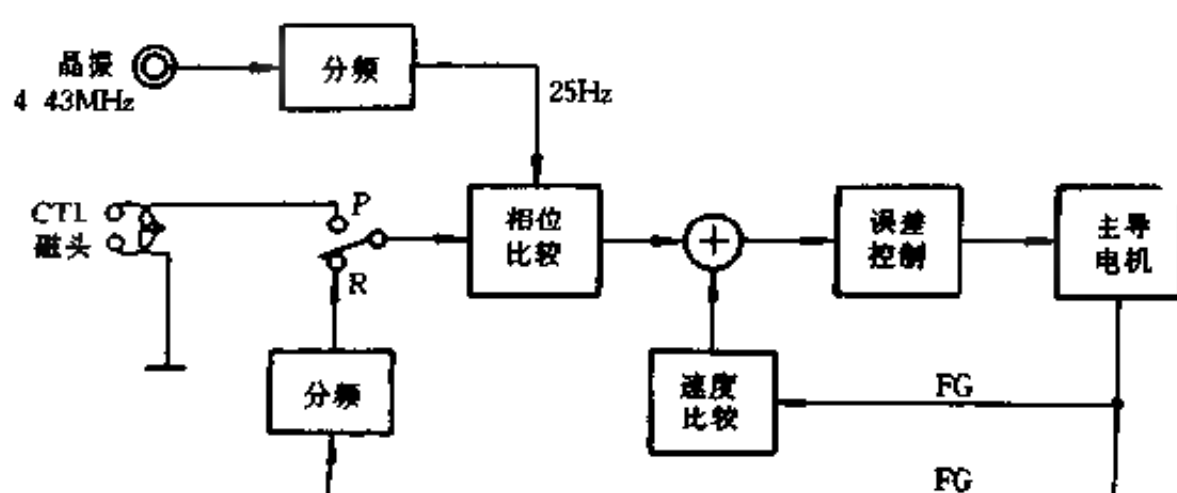 晶振
4 43MHz
分频
25Hz
CTL
磁头
P
R
相位
比较
+
误差
控制
主导
电机
分频
速度
比较
FG
FG